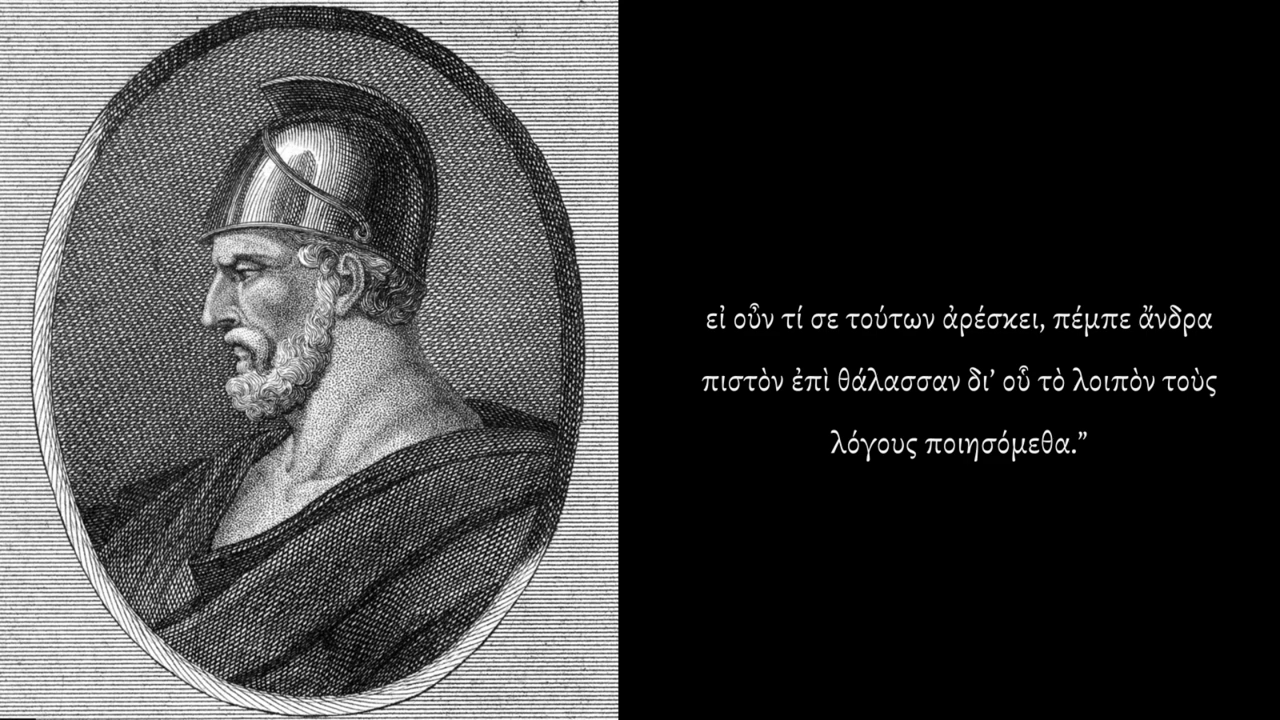 εἰ οὖν τί σε τούτων ἀρέσκει, πέμπε ἄνδρα
πιστὸν ἐπὶ θάλασσαν δι’ οὗ τὸ λοιπὸν τοὺς
λόγους ποιησόμεθα.”